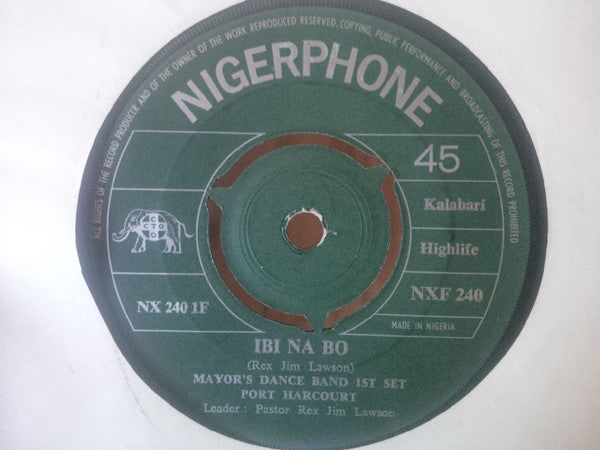 ALL RIGHTS OF THE RECORD PRODUCER AND OF THE OWNER OF THE WORK REPRODUCED RESERVED. COPYING, PUBLIC PERFORMANCE AND BROADCASTING OF THIS RECORD PROHIBITED
NIGERPHONE
45
Kalabari
Highlife
NX 240 1F
NXF 240
MADE IN NIGERIA
IBI NA BO
(Rex Jim Lawson)
MAYOR'S DANCE BAND 1ST SET
PORT HARCOURT
Leader : Pastor Rex Jim Lawson